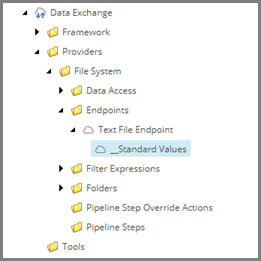 Data Exchange
Framework
Providers
File System
Data Access
Endpoints
Text File Endpoint
__Standard Values
Filter Expressions
Folders
Pipeline Step Override Actions
Pipeline Steps
Tools